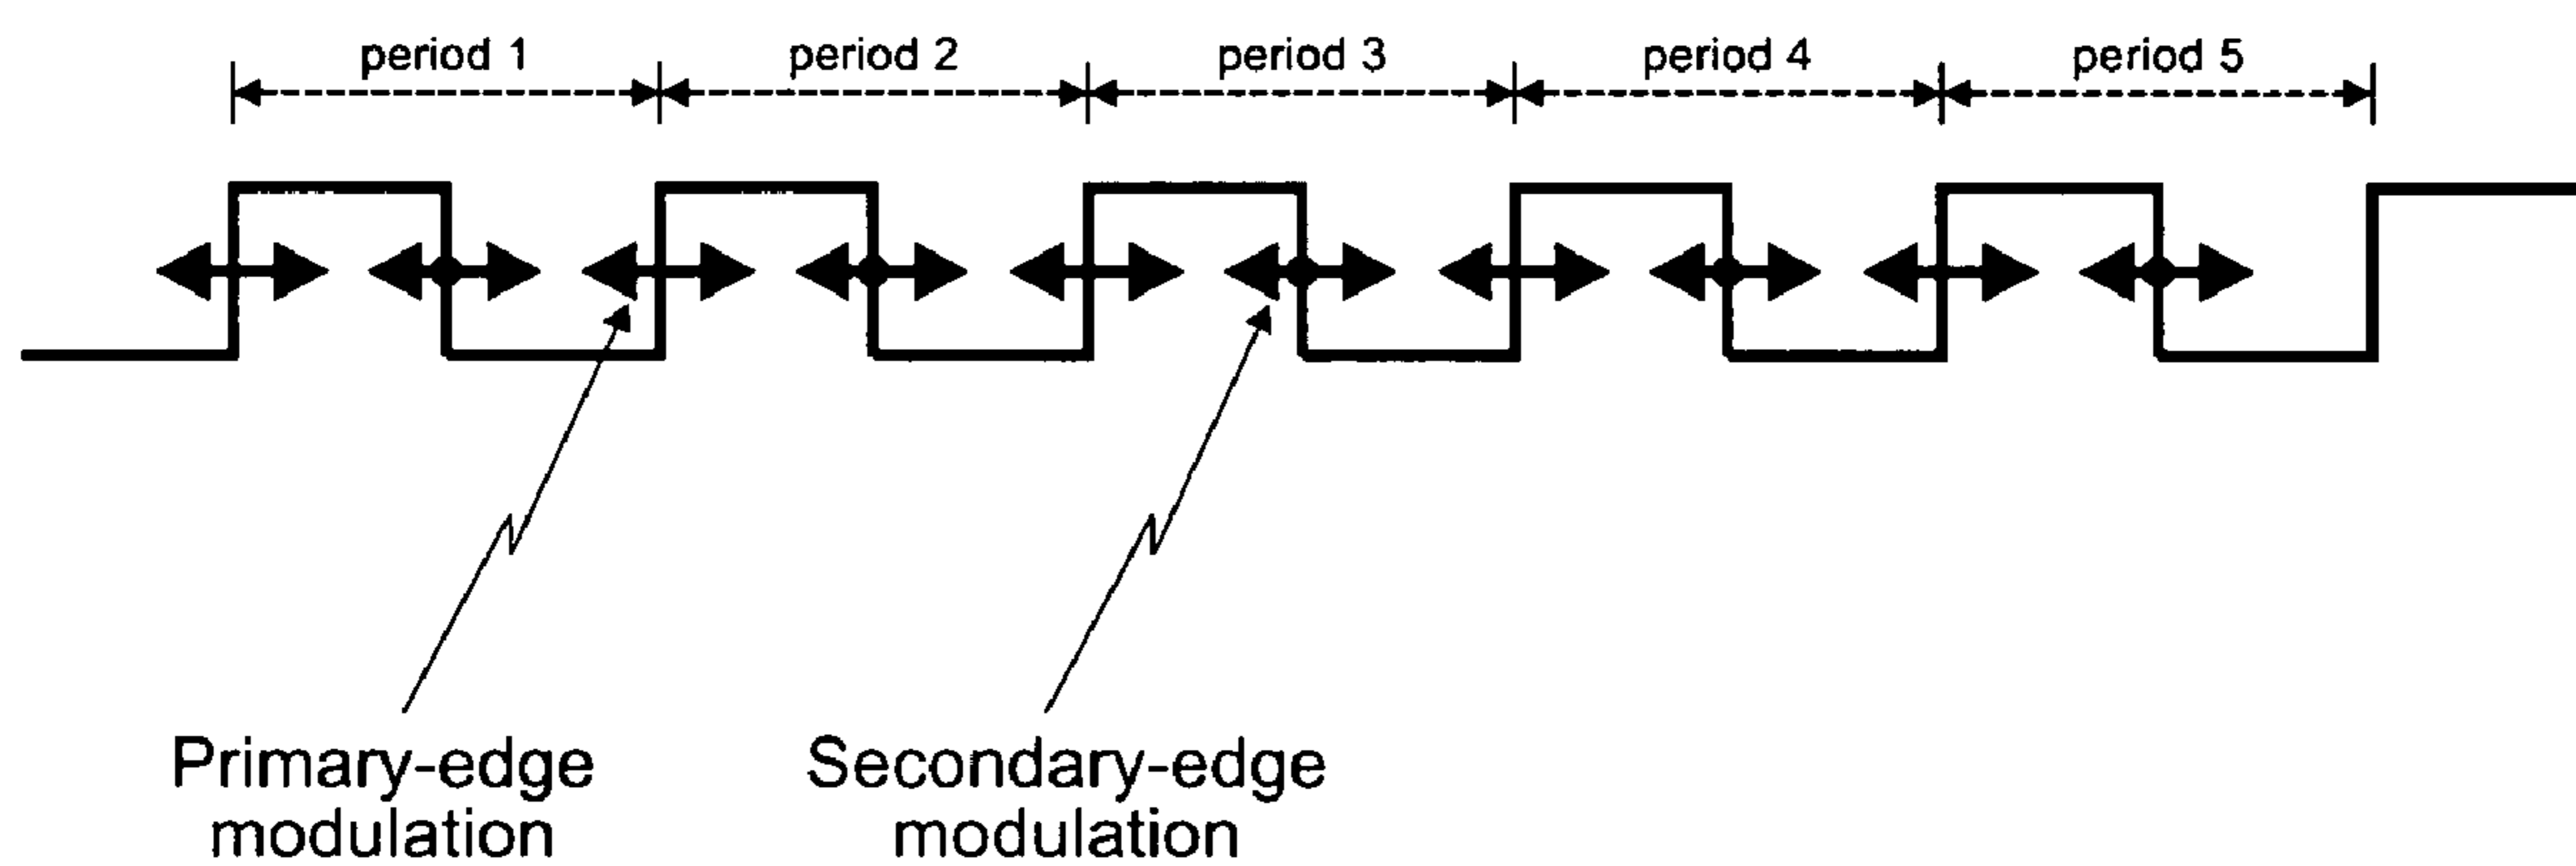 period 1
period 2
period 3
period 4
period 5
Primary-edge
modulation
Secondary-edge
modulation